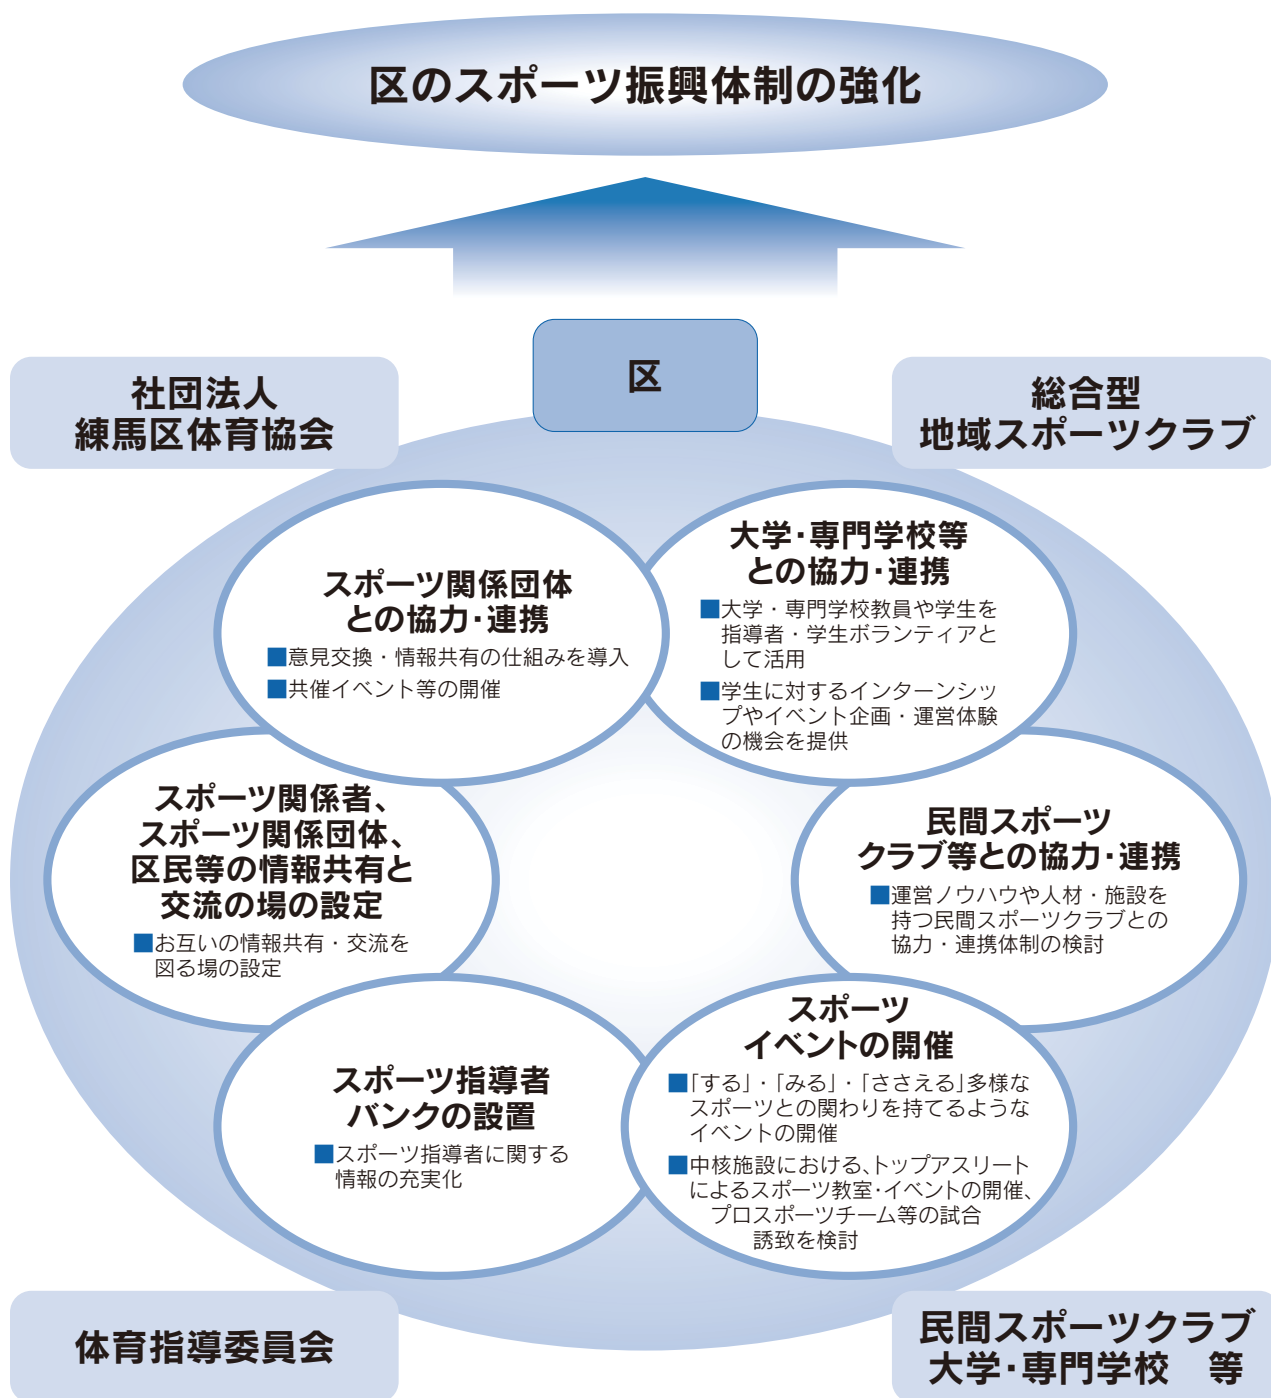 区のスポーツ振興体制の強化
区
社団法人
練馬区体育協会
総合型
地域スポーツクラブ
スポーツ関係団体
との協力・連携
■意見交換・情報共有の仕組みを導入
■共催イベント等の開催
大学・専門学校等
との協力・連携
■大学・専門学校教員や学生を
指導者・学生ボランティアと
して活用
■学生に対するインターンシッ
プやイベント企画・運営体験
の機会を提供
スポーツ関係者、
スポーツ関係団体、
区民等の情報共有と
交流の場の設定
■お互いの情報共有・交流を
図る場の設定
民間スポーツ
クラブ等との協力・連携
■運営ノウハウや人材・施設を
持つ民間スポーツクラブとの
協力・連携体制の検討
スポーツ指導者
バンクの設置
■スポーツ指導者に関する
情報の充実化
スポーツ
イベントの開催
■「する」・「みる」・「ささえる」多様な
スポーツとの関わりを持てるような
イベントの開催
■中核施設における、トップアスリート
によるスポーツ教室・イベントの開催、
プロスポーツチーム等の試合
誘致を検討
体育指導委員会
民間スポーツクラブ
大学・専門学校　等